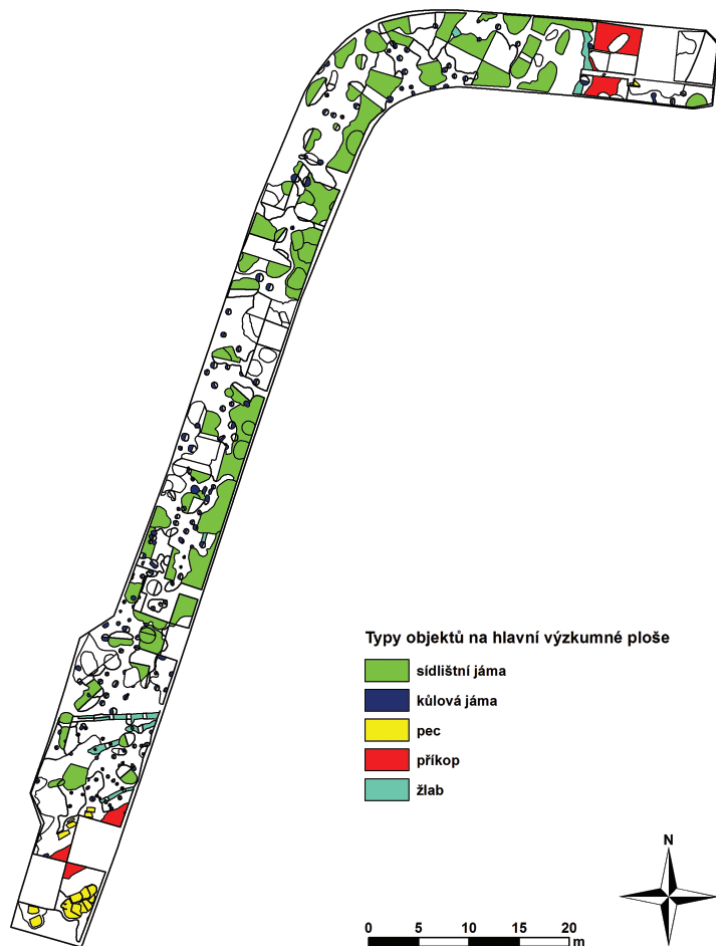 Typy objektů na hlavní výzkumné ploše
sídlištní jáma
kůlová jáma
pec
příkop
žlab
N
0 5 10 15 20
m